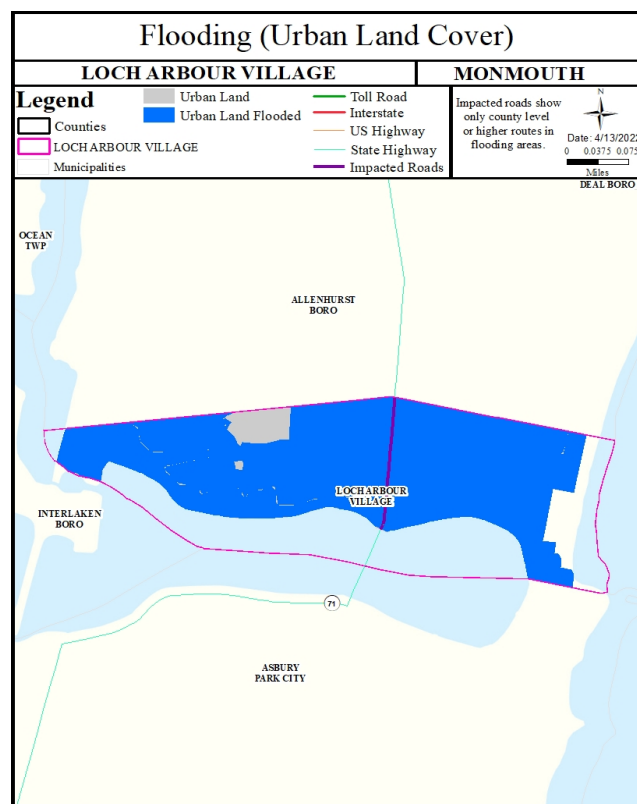 Flooding (Urban Land Cover)
LOCH ARBOUR VILLAGE
MONMOUTH
Legend
Counties
LOCH ARBOUR VILLAGE
Municipalities
Urban Land
Urban Land Flooded
Toll Road
Interstate
US Highway
State Highway
Impacted Roads
Impacted roads show
only county level
or higher routes in
flooding areas.
N
Date: 4/13/2022
0 0.0375 0.075
Miles
DEAL BORO
OCEAN
TWP
ALLENHURST
BORO
LOCH ARBOUR
VILLAGE
INTERLAKEN
BORO
71
ASBURY
PARK CITY